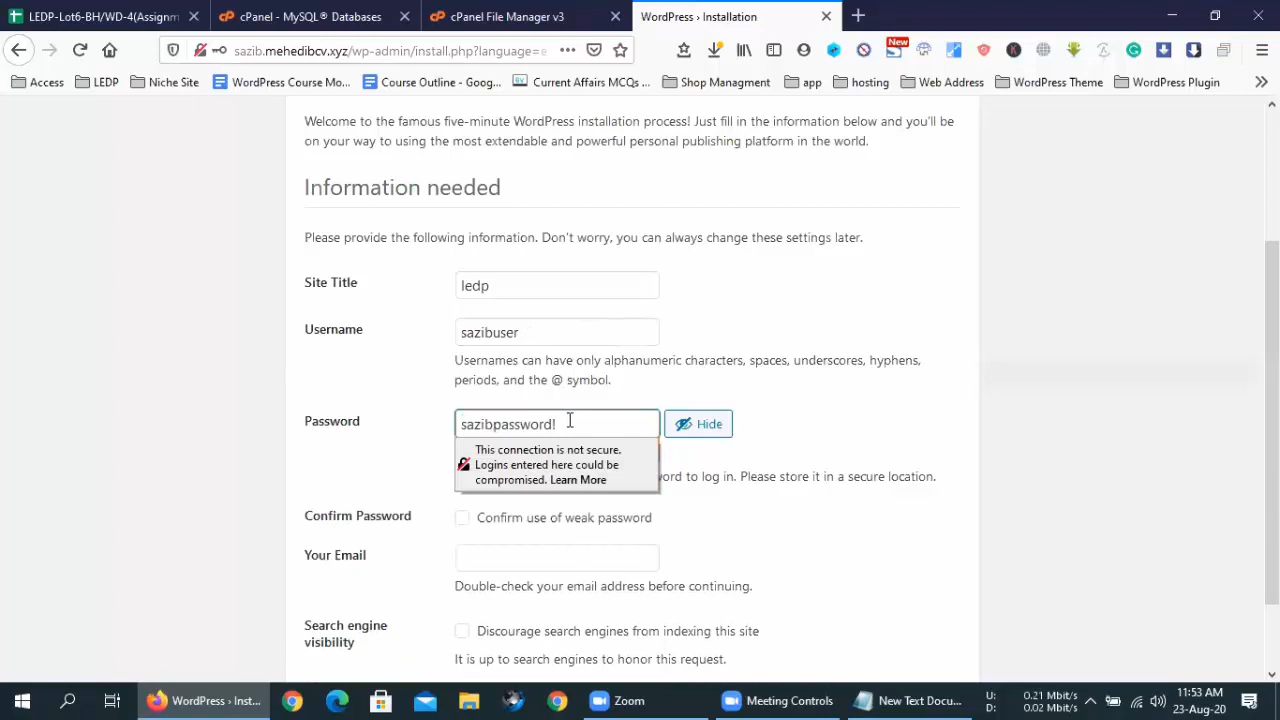 LEDP-Lot6-BH/WD-4(Assignm
cPanel - MySQL® Databases
cPanel File Manager v3
WordPress › Installation
sazib.mehedibcv.xyz/wp-admin/install.php?language=e
New
Access
LEDP
Niche Site
WordPress Course Mo...
Course Outline - Goog...
Current Affairs MCQs ...
Shop Managment
app
hosting
Web Address
WordPress Theme
WordPress Plugin
Welcome to the famous five-minute WordPress installation process! Just fill in the information below and you'll be
on your way to using the most extendable and powerful personal publishing platform in the world.
Information needed
Please provide the following information. Don't worry, you can always change these settings later.
Site Title
ledp
Username
sazibuser
Usernames can have only alphanumeric characters, spaces, underscores, hyphens,
periods, and the @ symbol.
Password
sazibpassword!
Hide
This connection is not secure.
Logins entered here could be
compromised. Learn More
word to log in. Please store it in a secure location.
Confirm Password
Confirm use of weak password
Your Email
Double-check your email address before continuing.
Search engine
visibility
Discourage search engines from indexing this site
It is up to search engines to honor this request.
WordPress › Inst...
Zoom
Meeting Controls
New Text Docu...
U: 0.21 Mbit/s
D: 0.02 Mbit/s
11:53 AM
23-Aug-20